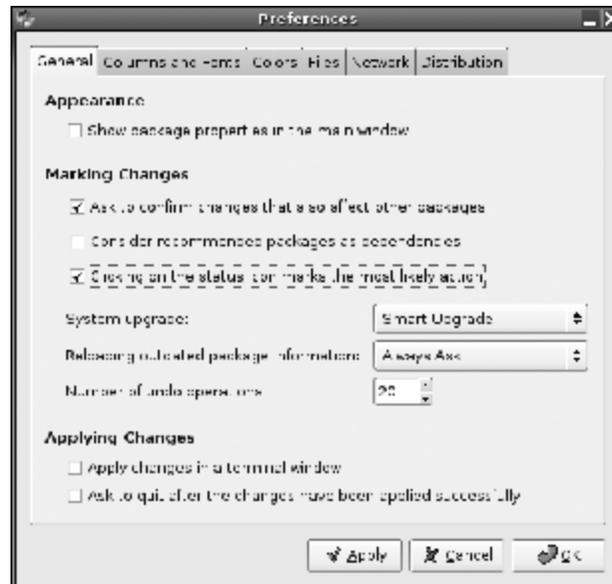 Preferences
General Columns and Fonts Colors Files Network Distribution
Appearance
Show package properties in the main window
Marking Changes
Ask to confirm changes that also affect other packages
Consider recommended packages as dependencies
Clicking on the status icon marks the most likely action
System upgrade: Smart Upgrade
Reloading outdated package information: Always Ask
Number of undo operations 20
Applying Changes
Apply changes in a terminal window
Ask to quit after the changes have been applied successfully
Apply Cancel OK